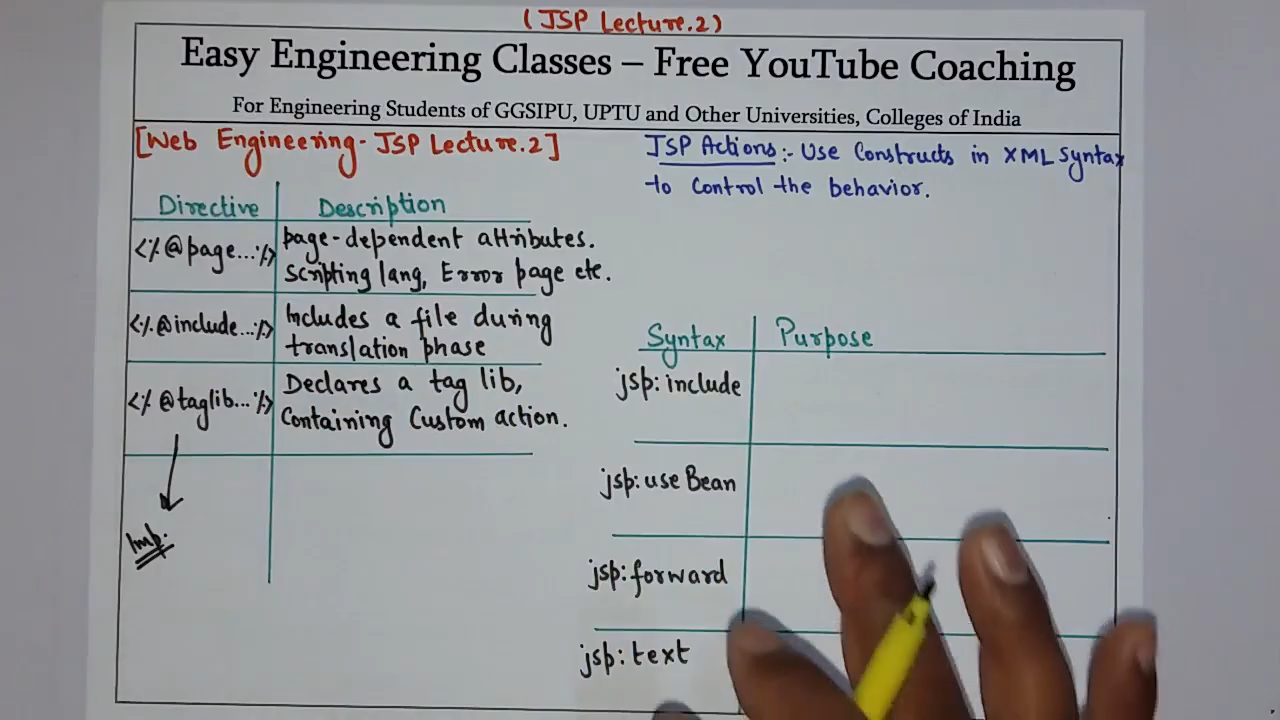 (JSP Lecture.2)
Easy Engineering Classes – Free YouTube Coaching
For Engineering Students of GGSIPU, UPTU and Other Universities, Colleges of India
[Web Engineering- JSP Lecture.2]
Directive Description
<%@page...%> page-dependent attributes.
Scripting lang, Error page etc.
<%@include...%> Includes a file during
translation phase
<%@taglib...%> Declares a tag lib,
Containing Custom action.
Imp.
JSP Actions:- Use Constructs in XML Syntax
to Control the behavior.
Syntax Purpose
jsp:include
jsp:use Bean
jsp:forward
jsp:text